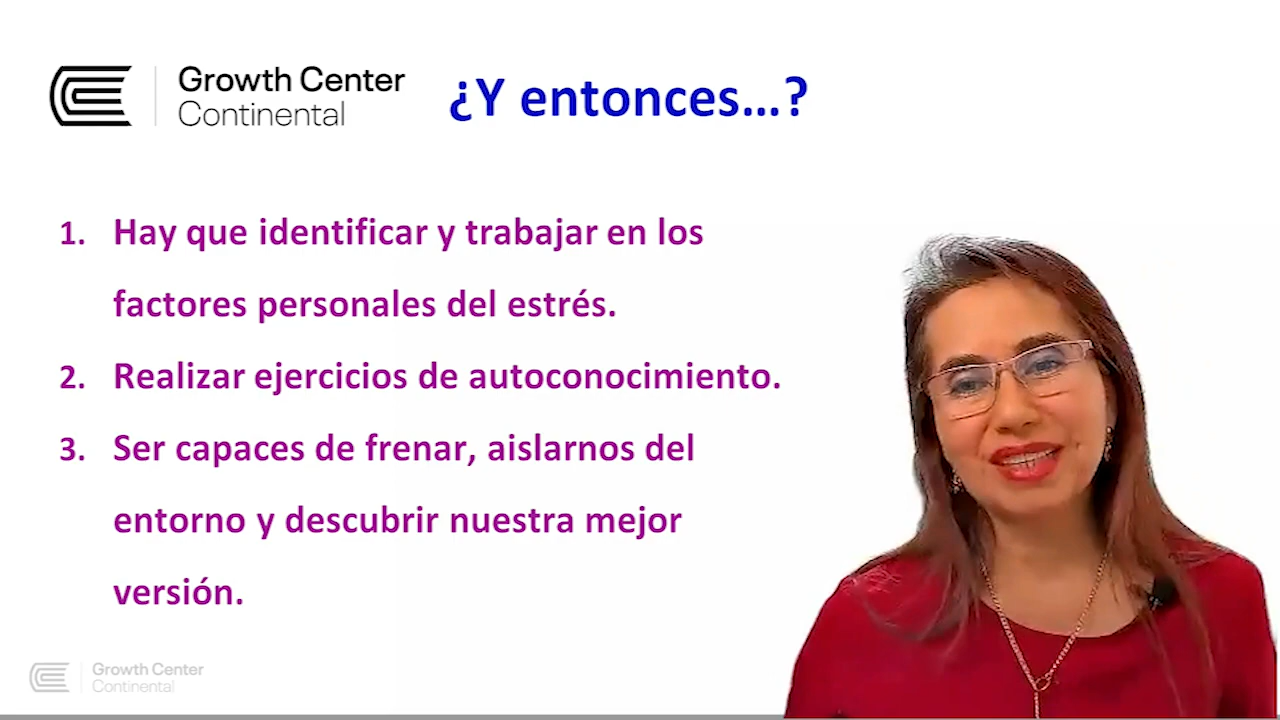 Growth Center
Continental
¿Y entonces...?
1. Hay que identificar y trabajar en los
factores personales del estrés.
2. Realizar ejercicios de autoconocimiento.
3. Ser capaces de frenar, aislarnos del
entorno y descubrir nuestra mejor
versión.
Growth Center
Continental